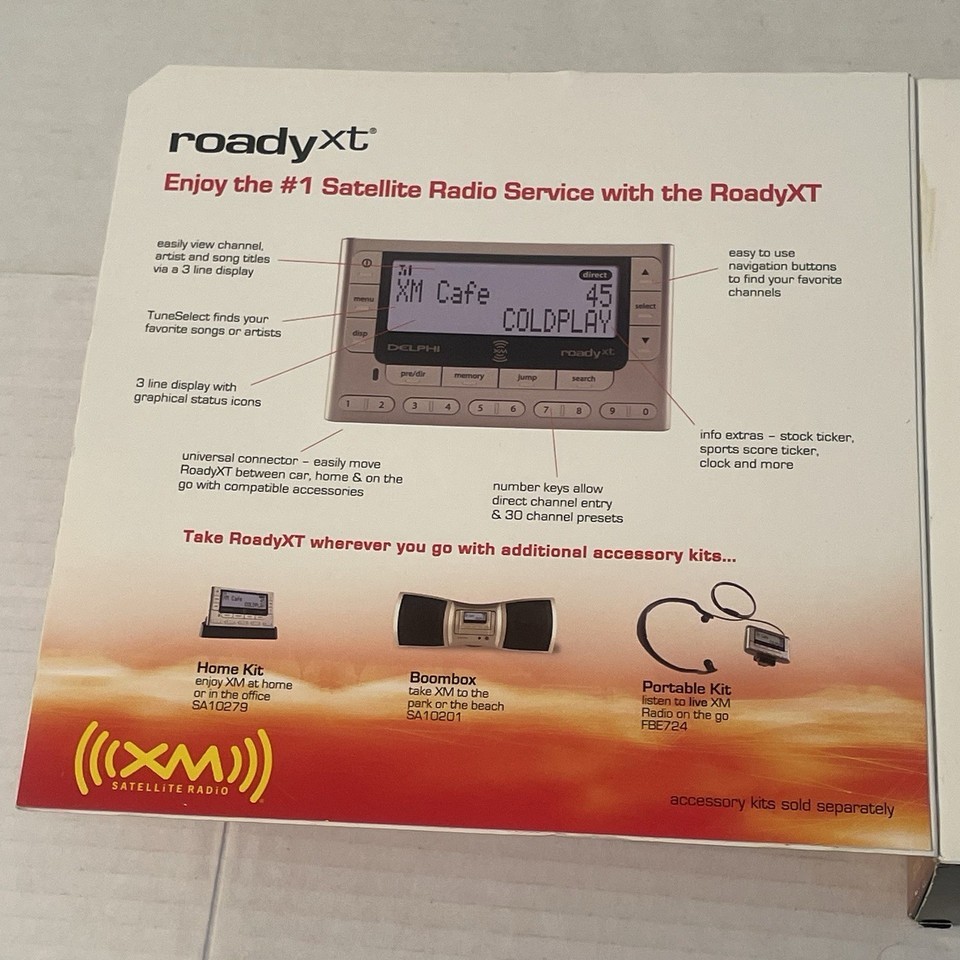 roadyxt®
Enjoy the #1 Satellite Radio Service with the RoadyXT
easily view channel,
artist and song titles
via a 3 line display
TuneSelect finds your
favorite songs or artists
3 line display with
graphical status icons
universal connector – easily move
RoadyXT between car, home & on the
go with compatible accessories
menu
disp
direct
XM Cafe 45
COLDPLAY
DELPHI
XM
roadyxt
select
pre/dir memory jump search
1 2 3 4 5 6 7 8 9 0
easy to use
navigation buttons
to find your favorite
channels
info extras – stock ticker,
sports score ticker,
clock and more
number keys allow
direct channel entry
& 30 channel presets
Take RoadyXT wherever you go with additional accessory kits...
XM Cafe
COLDPLAY
Home Kit
enjoy XM at home
or in the office
SA10279
Boombox
take XM to the
park or the beach
SA10201
Portable Kit
listen to live XM
Radio on the go
FBE724
XM
SATELLiTE RADiO
accessory kits sold separately